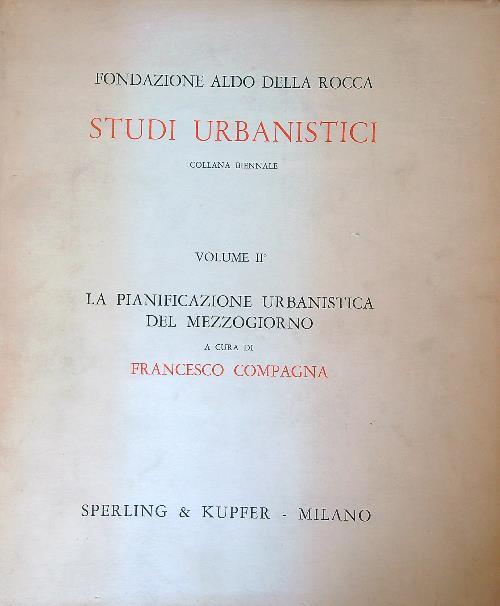 FONDAZIONE ALDO DELLA ROCCA
STUDI URBANISTICI
COLLANA BIENNALE
VOLUME II°
LA PIANIFICAZIONE URBANISTICA
DEL MEZZOGIORNO
A CURA DI
FRANCESCO COMPAGNA
SPERLING & KUPFER - MILANO